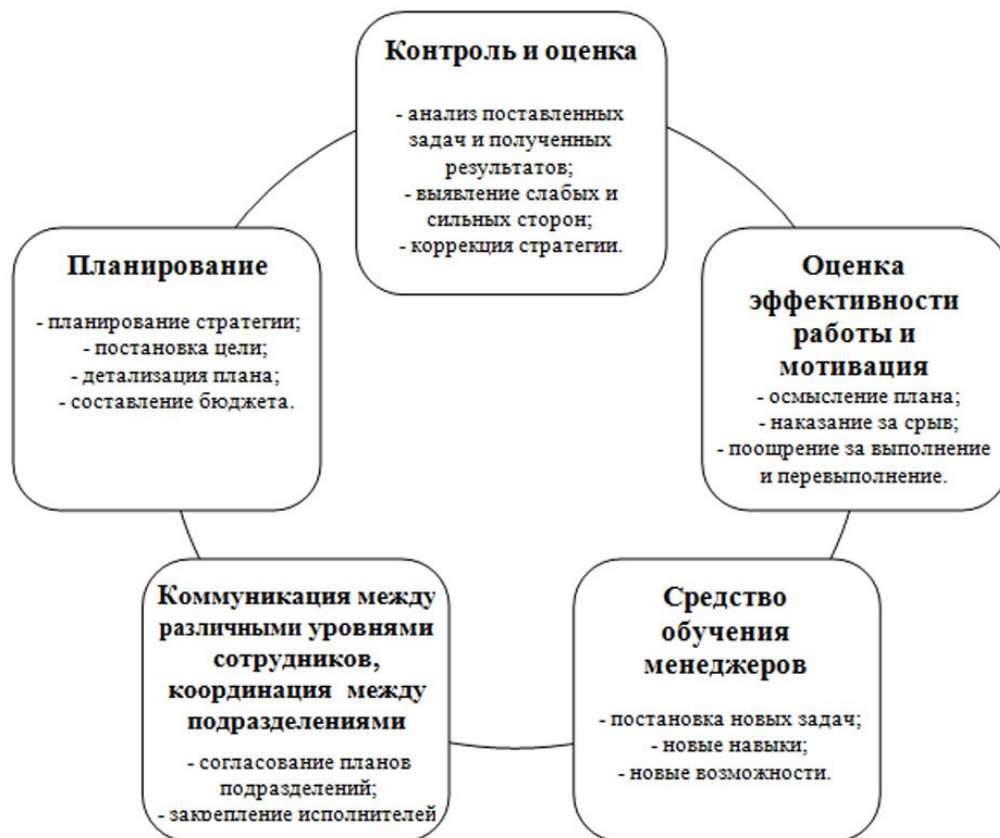 Контроль и оценка
- анализ поставленных
задач и полученных
результатов;
- выявление слабых и
сильных сторон;
- коррекция стратегии.
Планирование
- планирование стратегии;
- постановка цели;
- детализация плана;
- составление бюджета.
Оценка
эффективности
работы и
мотивация
- осмысление плана;
- наказание за срыв;
- поощрение за выполнение
и перевыполнение.
Коммуникация между
различными уровнями
сотрудников,
координация между
подразделениями
- согласование планов
подразделений;
- закрепление исполнителей
Средство
обучения
менеджеров
- постановка новых задач;
- новые навыки;
- новые возможности.